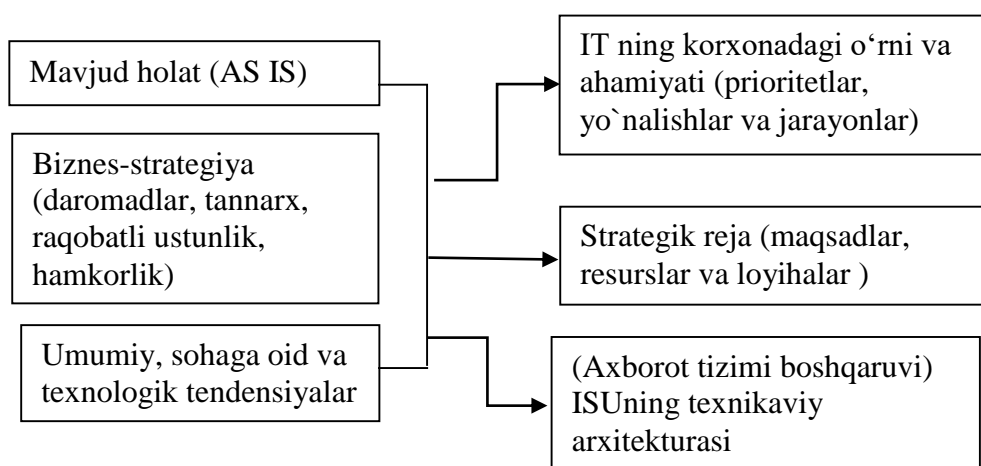 Mavjud holat (AS IS)
Biznes-strategiya
(daromadlar, tannarx,
raqobatli ustunlik,
hamkorlik)
Umumiy, sohaga oid va
texnologik tendensiyalar
IT ning korxonadagi o‘rni va
ahamiyati (prioritetlar,
yo`nalishlar va jarayonlar)
Strategik reja (maqsadlar,
resurslar va loyihalar )
(Axborot tizimi boshqaruvi)
ISUning texnikaviy
arxitekturasi